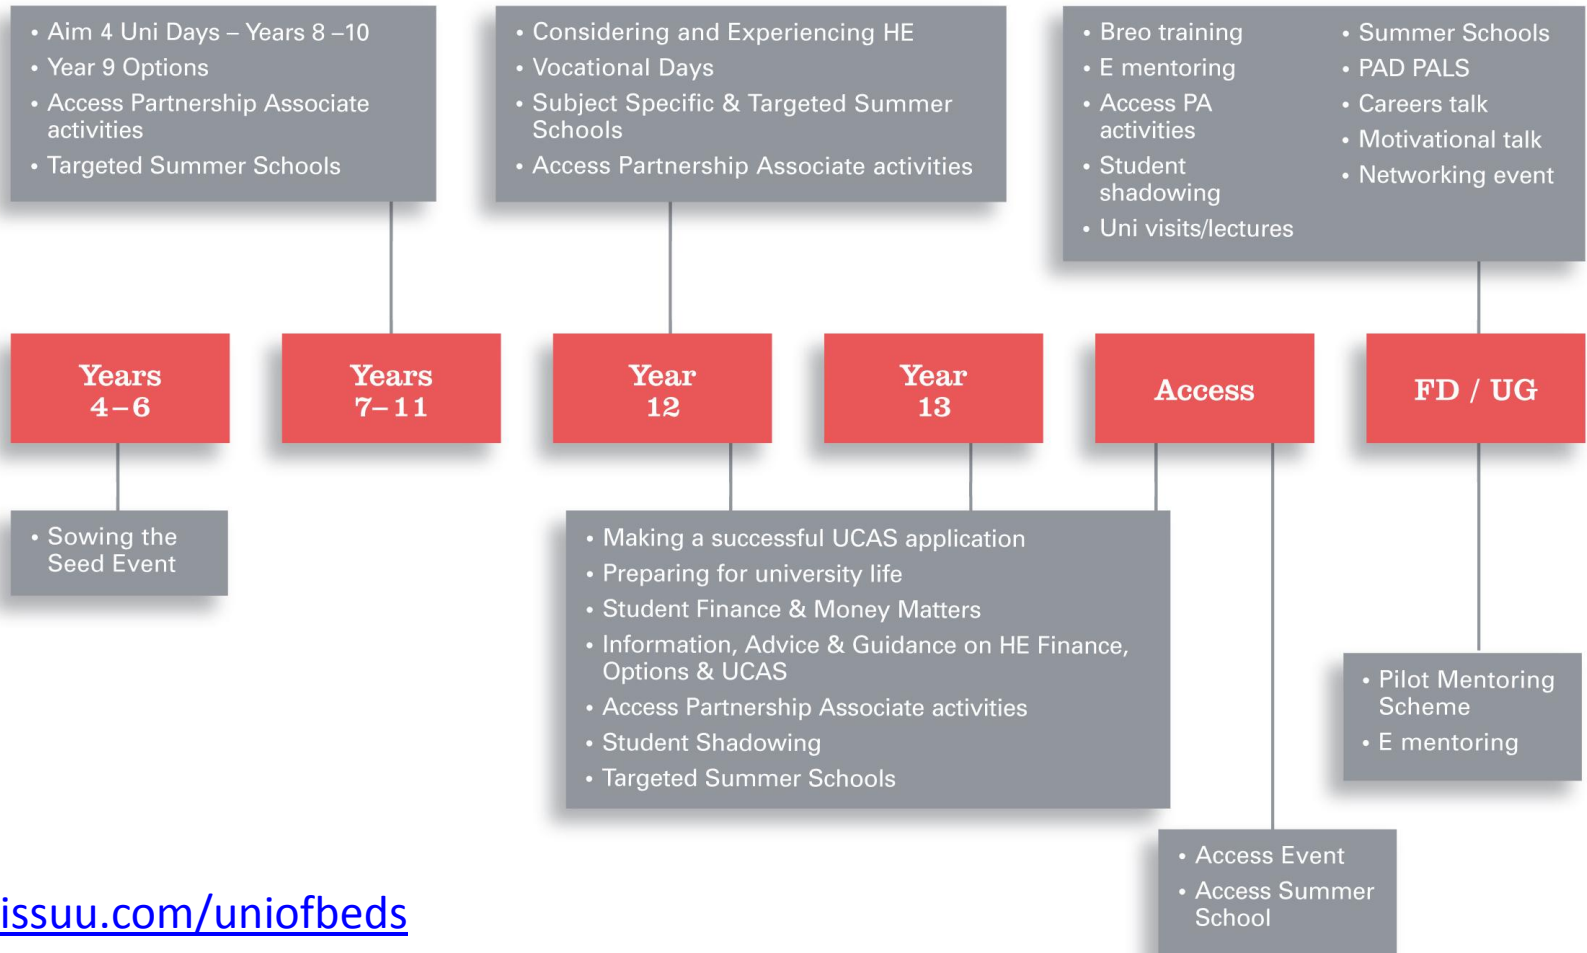 • Aim 4 Uni Days – Years 8 –10
• Year 9 Options
• Access Partnership Associate
activities
• Targeted Summer Schools
• Considering and Experiencing HE
• Vocational Days
• Subject Specific & Targeted Summer
Schools
• Access Partnership Associate activities
• Breo training
• E mentoring
• Access PA
activities
• Student
shadowing
• Uni visits/lectures
• Summer Schools
• PAD PALS
• Careers talk
• Motivational talk
• Networking event
Years
4–6
Years
7–11
Year
12
Year
13
Access
FD / UG
• Sowing the
Seed Event
• Making a successful UCAS application
• Preparing for university life
• Student Finance & Money Matters
• Information, Advice & Guidance on HE Finance,
Options & UCAS
• Access Partnership Associate activities
• Student Shadowing
• Targeted Summer Schools
• Pilot Mentoring
Scheme
• E mentoring
• Access Event
• Access Summer
School
issuu.com/uniofbeds